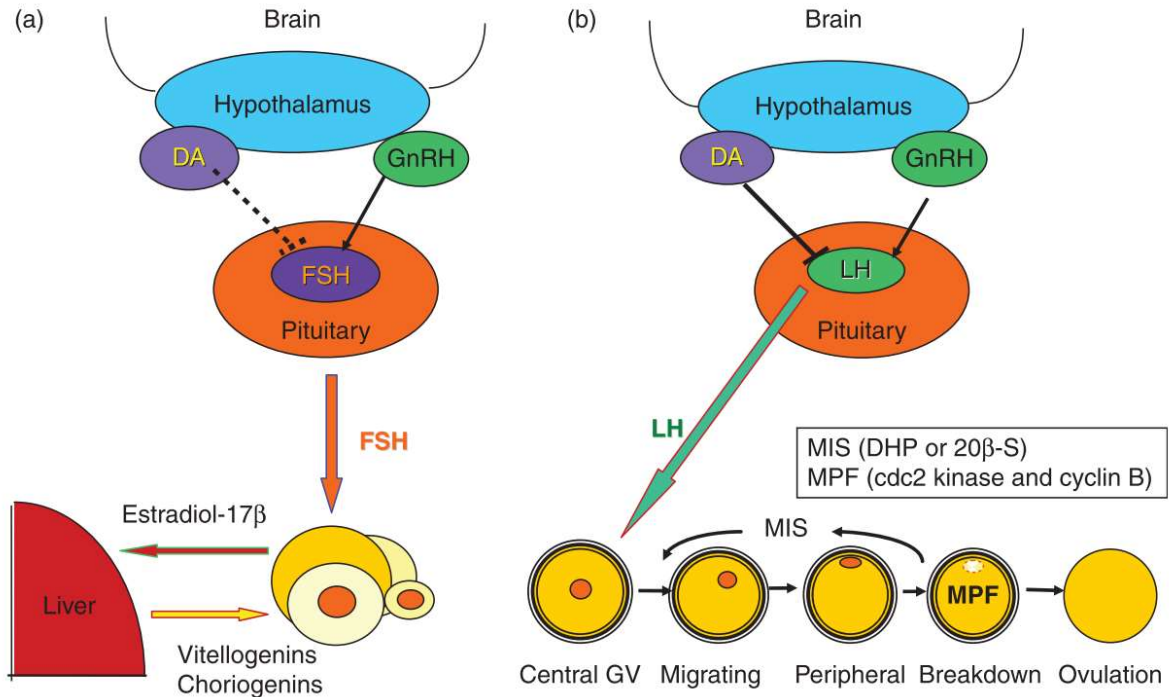 (a)
Brain
Hypothalamus
DA
GnRH
FSH
Pituitary
FSH
Estradiol-17β
Liver
Vitellogenins
Choriogenins
(b)
Brain
Hypothalamus
DA
GnRH
LH
Pituitary
LH
MIS (DHP or 20β-S)
MPF (cdc2 kinase and cyclin B)
MIS
MPF
Central GV Migrating Peripheral Breakdown Ovulation